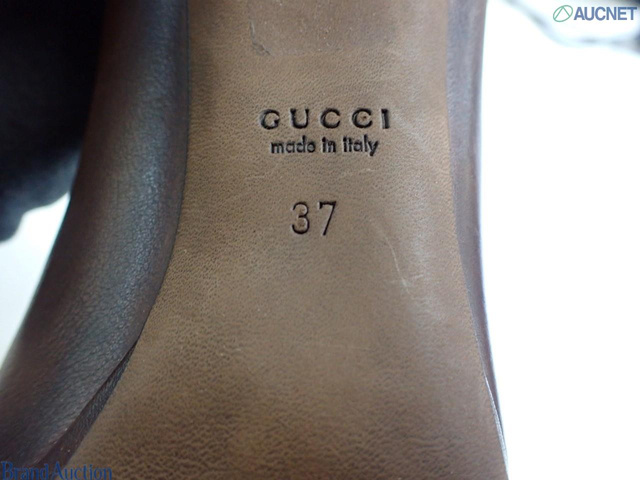 AUCNET
GUCCI
made in italy
37
Brand Auction